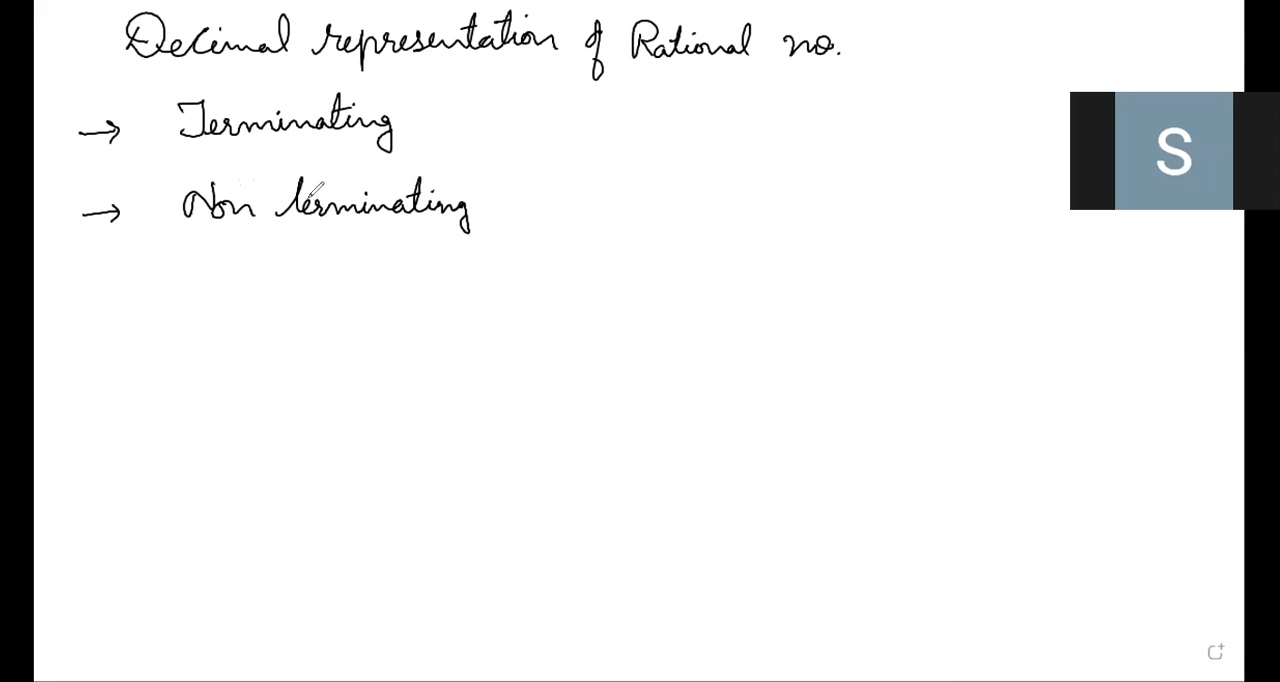 Decimal representation of Rational no.
→ Terminating
→ Non terminating
S